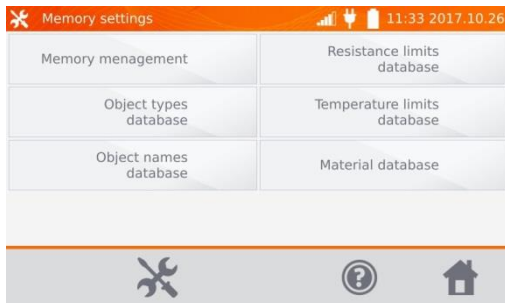 Memory settings
11:33 2017.10.26
Memory menagement
Resistance limits
database
Object types
database
Temperature limits
database
Object names
database
Material database
?